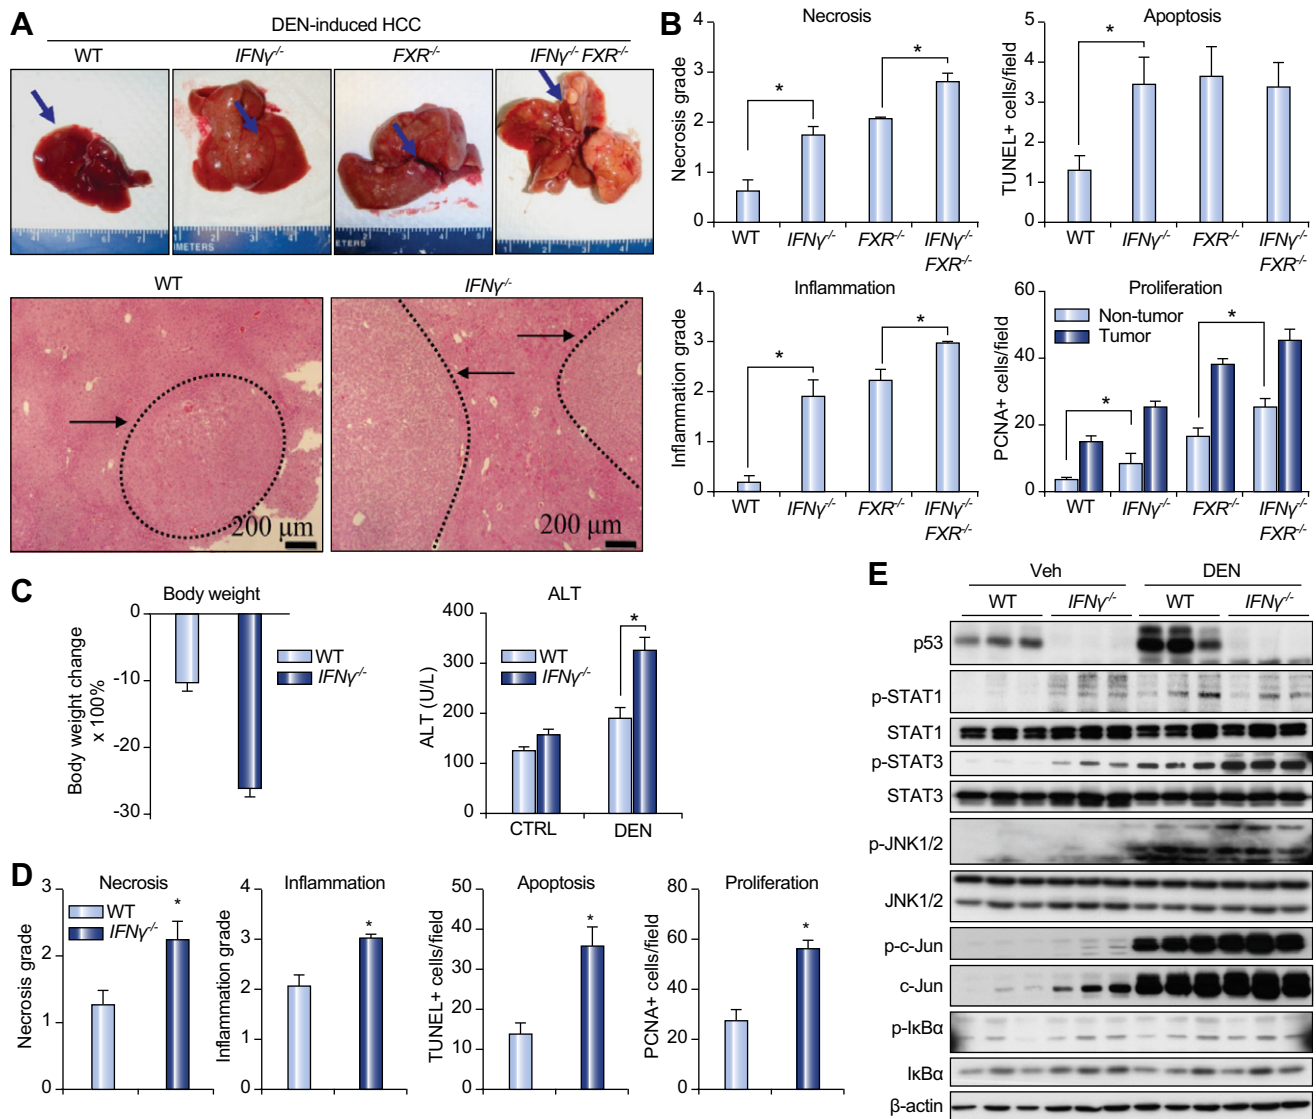 A
DEN-induced HCC
WT
IFNγ-/-
FXR-/-
IFNγ-/- FXR-/-
WT
IFNγ-/-
200 μm
200 μm
B
Necrosis
Necrosis grade
4
3
2
1
0
*
*
WT
IFNγ-/-
FXR-/-
IFNγ-/-
FXR-/-
Apoptosis
TUNEL+ cells/field
5
4
3
2
1
0
*
WT
IFNγ-/-
FXR-/-
IFNγ-/-
FXR-/-
Inflammation
Inflammation grade
4
3
2
1
0
*
*
WT
IFNγ-/-
FXR-/-
IFNγ-/-
FXR-/-
Proliferation
PCNA+ cells/field
60
40
20
0
Non-tumor
Tumor
*
*
WT
IFNγ-/-
FXR-/-
IFNγ-/-
FXR-/-
C
Body weight
Body weight change
x 100%
0
-10
-20
-30
WT
IFNγ-/-
ALT
ALT (U/L)
400
300
200
100
0
WT
IFNγ-/-
*
CTRL
DEN
D
Necrosis
Necrosis grade
3
2
1
0
WT
IFNγ-/-
*
Inflammation
Inflammation grade
4
3
2
1
0
*
Apoptosis
TUNEL+ cells/field
50
40
30
20
10
0
*
Proliferation
PCNA+ cells/field
80
60
40
20
0
*
E
Veh
DEN
WT
IFNγ-/-
WT
IFNγ-/-
p53
p-STAT1
STAT1
p-STAT3
STAT3
p-JNK1/2
JNK1/2
p-c-Jun
c-Jun
p-IκBα
IκBα
β-actin